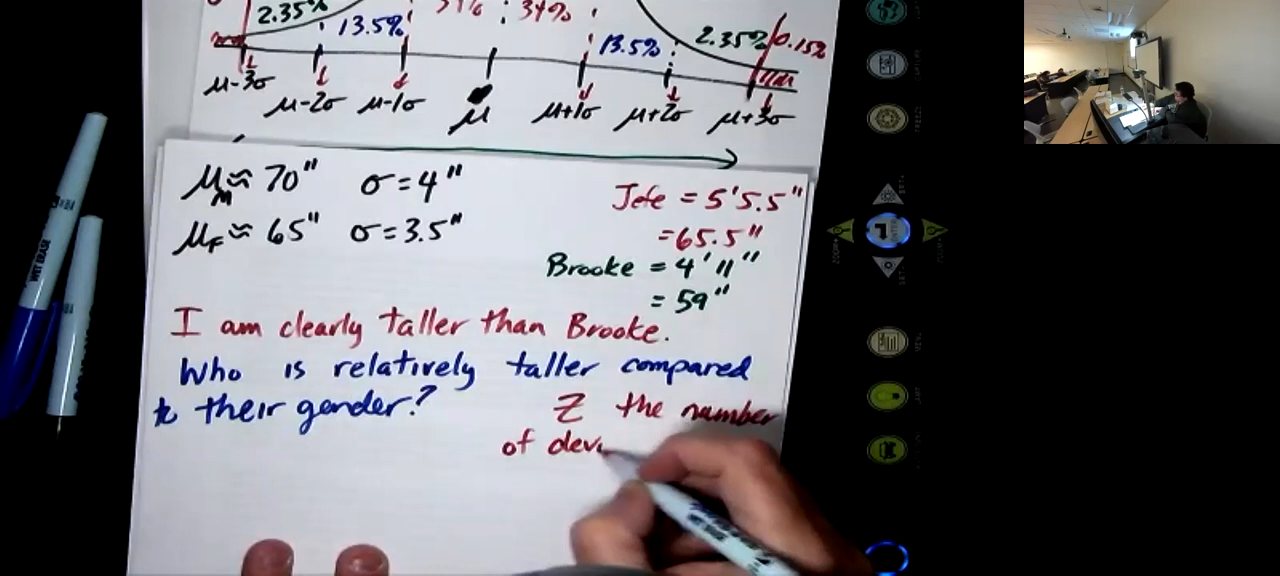 2.35% 34% 2.35% 0.15%
13.5% 13.5%
μ-3σ μ-2σ μ-1σ μ μ+1σ μ+2σ μ+3σ
μM ≈ 70" σ = 4"
μF ≈ 65" σ = 3.5"
Jefe = 5'5.5"
= 65.5"
Brooke = 4'11"
= 59"
I am clearly taller than Brooke.
Who is relatively taller compared
to their gender?
Z the number
of dev